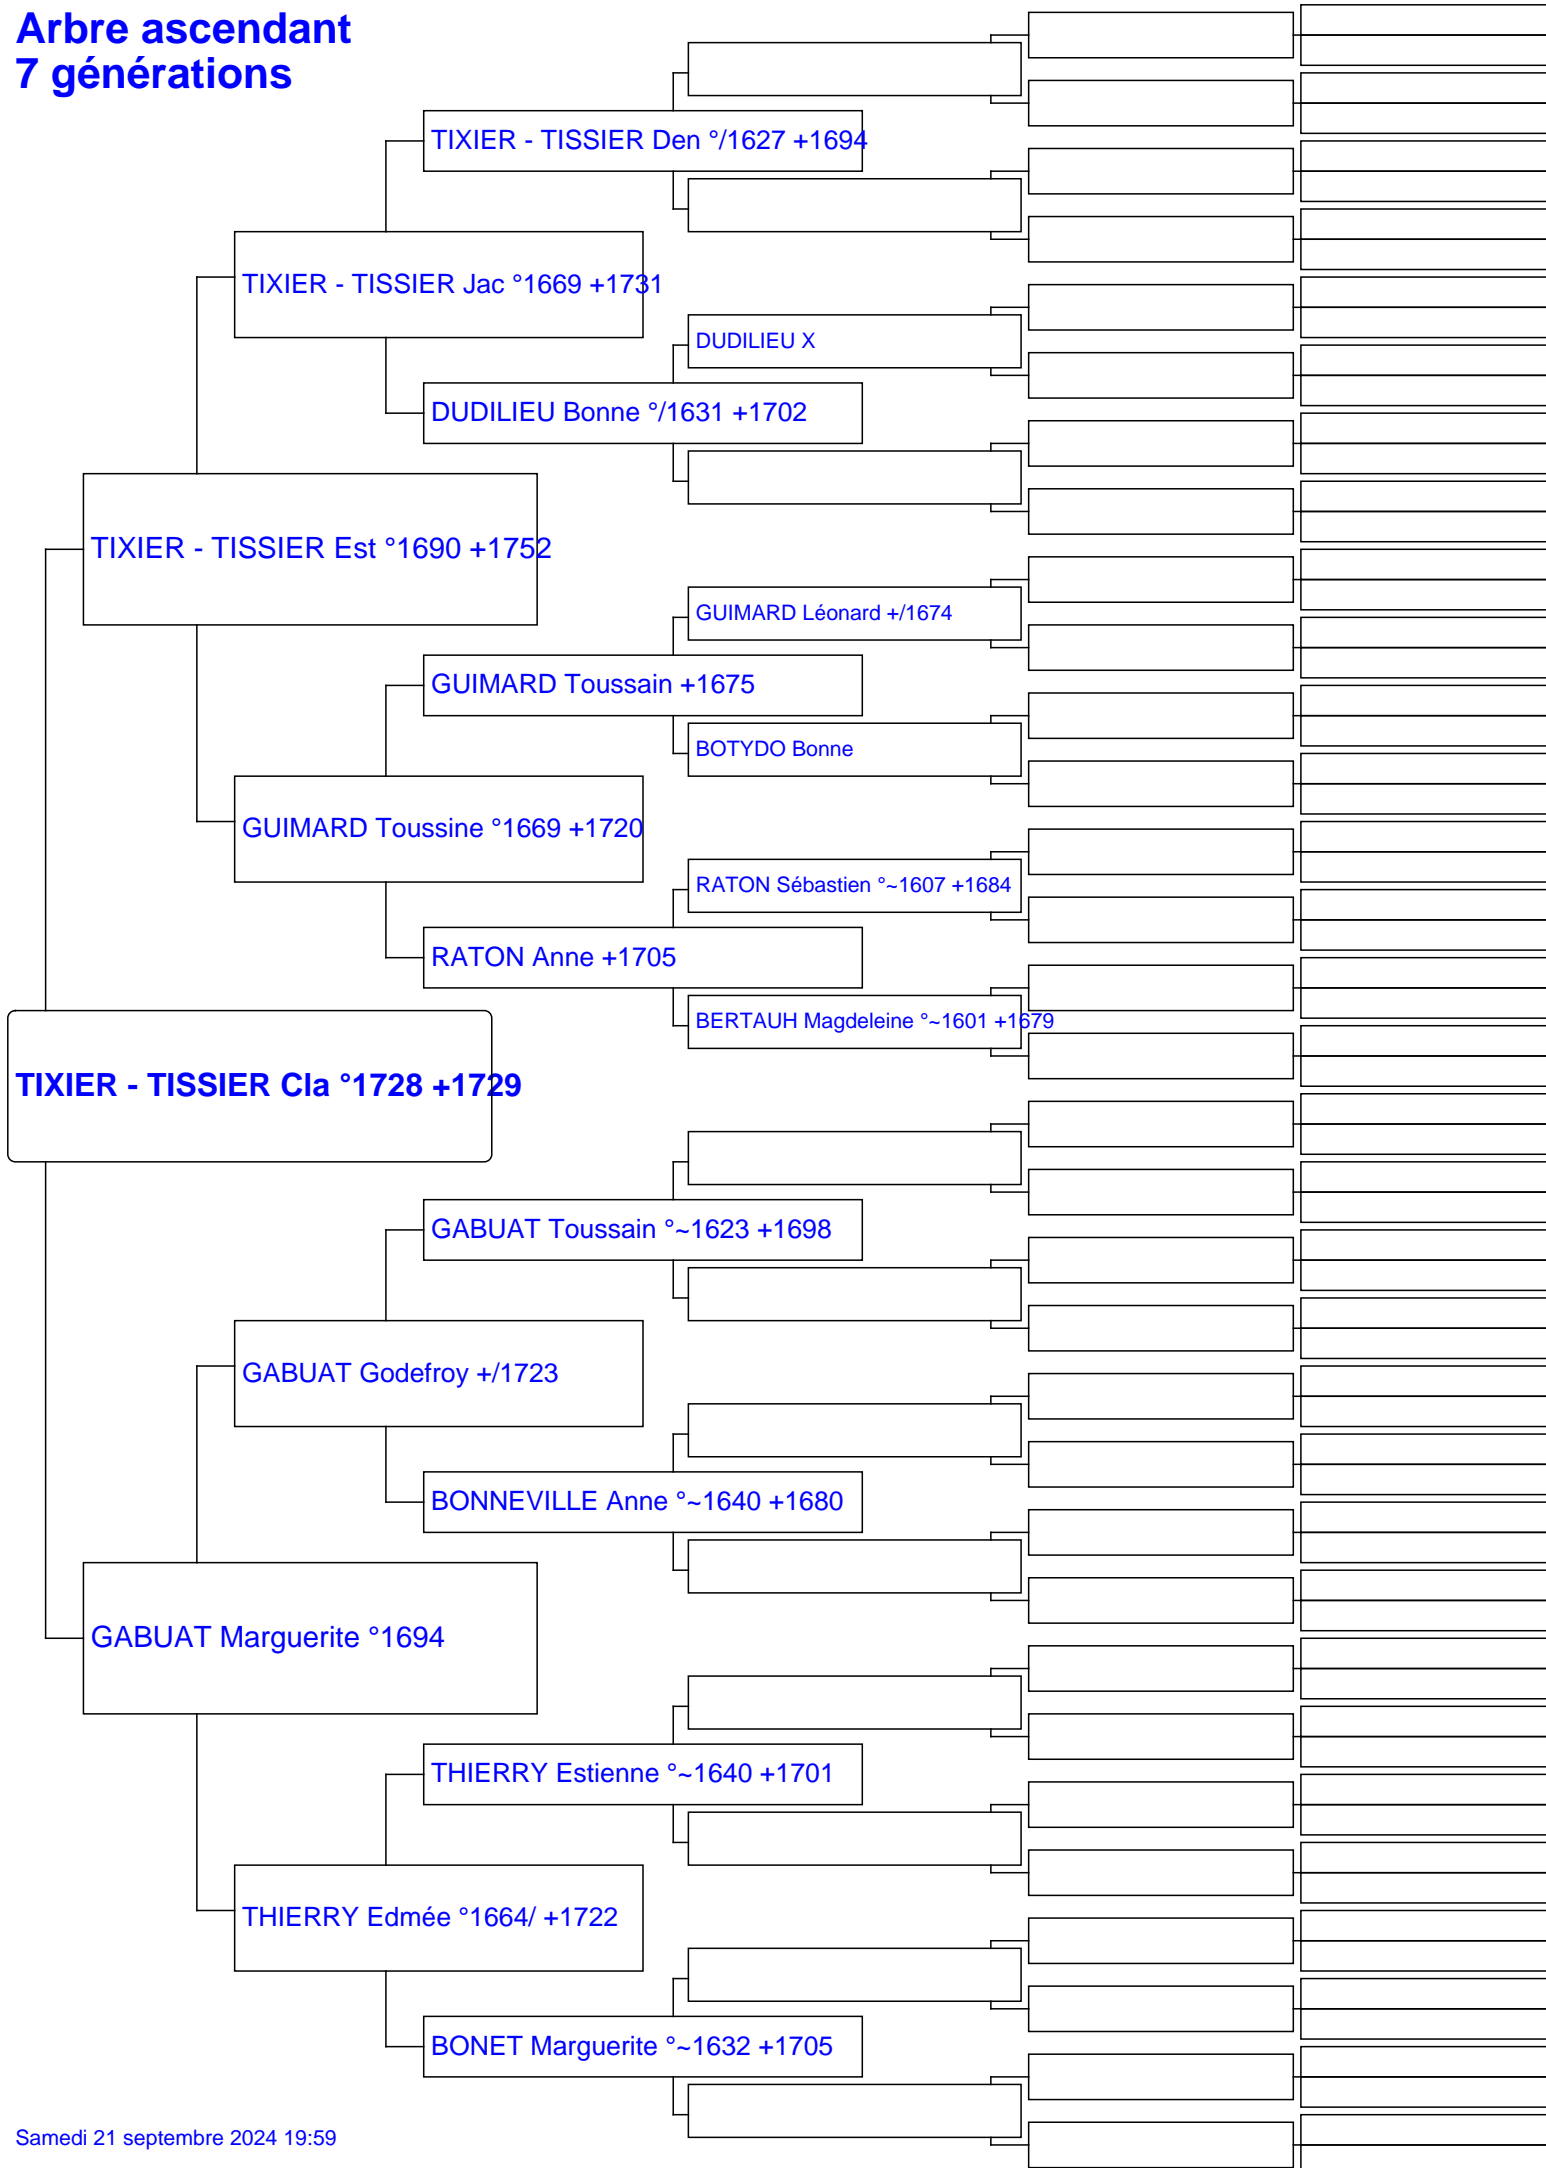 Arbre ascendant
7 générations
TIXIER - TISSIER Den °/1627 +1694
TIXIER - TISSIER Jac °1669 +1731
DUDILIEU X
DUDILIEU Bonne °/1631 +1702
TIXIER - TISSIER Est °1690 +1752
GUIMARD Léonard +/1674
GUIMARD Toussain +1675
BOTYDO Bonne
GUIMARD Toussine °1669 +1720
RATON Sébastien °~1607 +1684
RATON Anne +1705
BERTAUH Magdeleine °~1601 +1679
TIXIER - TISSIER Cla °1728 +1729
GABUAT Toussain °~1623 +1698
GABUAT Godefroy +/1723
BONNEVILLE Anne °~1640 +1680
GABUAT Marguerite °1694
THIERRY Estienne °~1640 +1701
THIERRY Edmée °1664/ +1722
BONET Marguerite °~1632 +1705
Samedi 21 septembre 2024 19:59